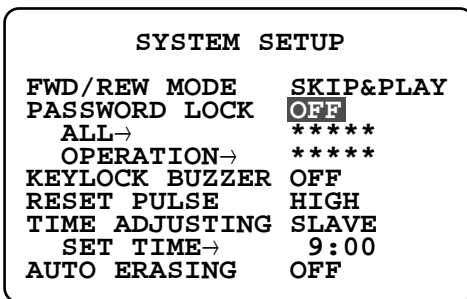 SYSTEM SETUP
FWD/REW MODE SKIP&PLAY
PASSWORD LOCK OFF
ALL→ *****
OPERATION→ *****
KEYLOCK BUZZER OFF
RESET PULSE HIGH
TIME ADJUSTING SLAVE
SET TIME→ 9:00
AUTO ERASING OFF